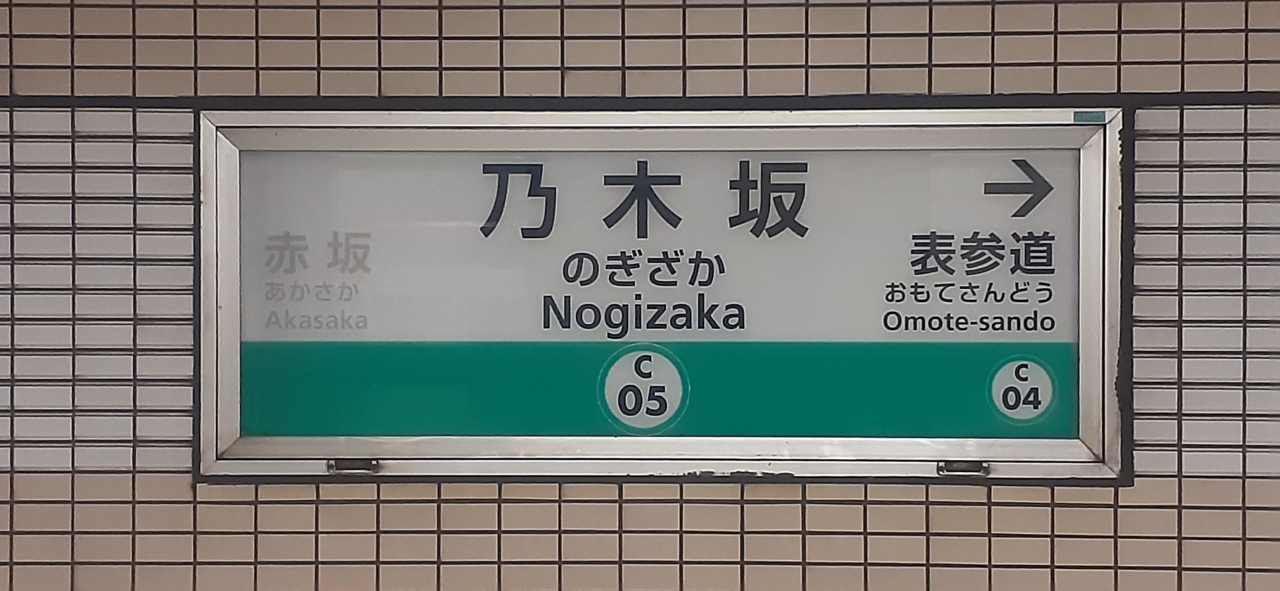 乃木坂
のぎざか
Nogizaka
赤坂
あかさか
Akasaka
→
表参道
おもてさんどう
Omote-sando
C
05
C
04